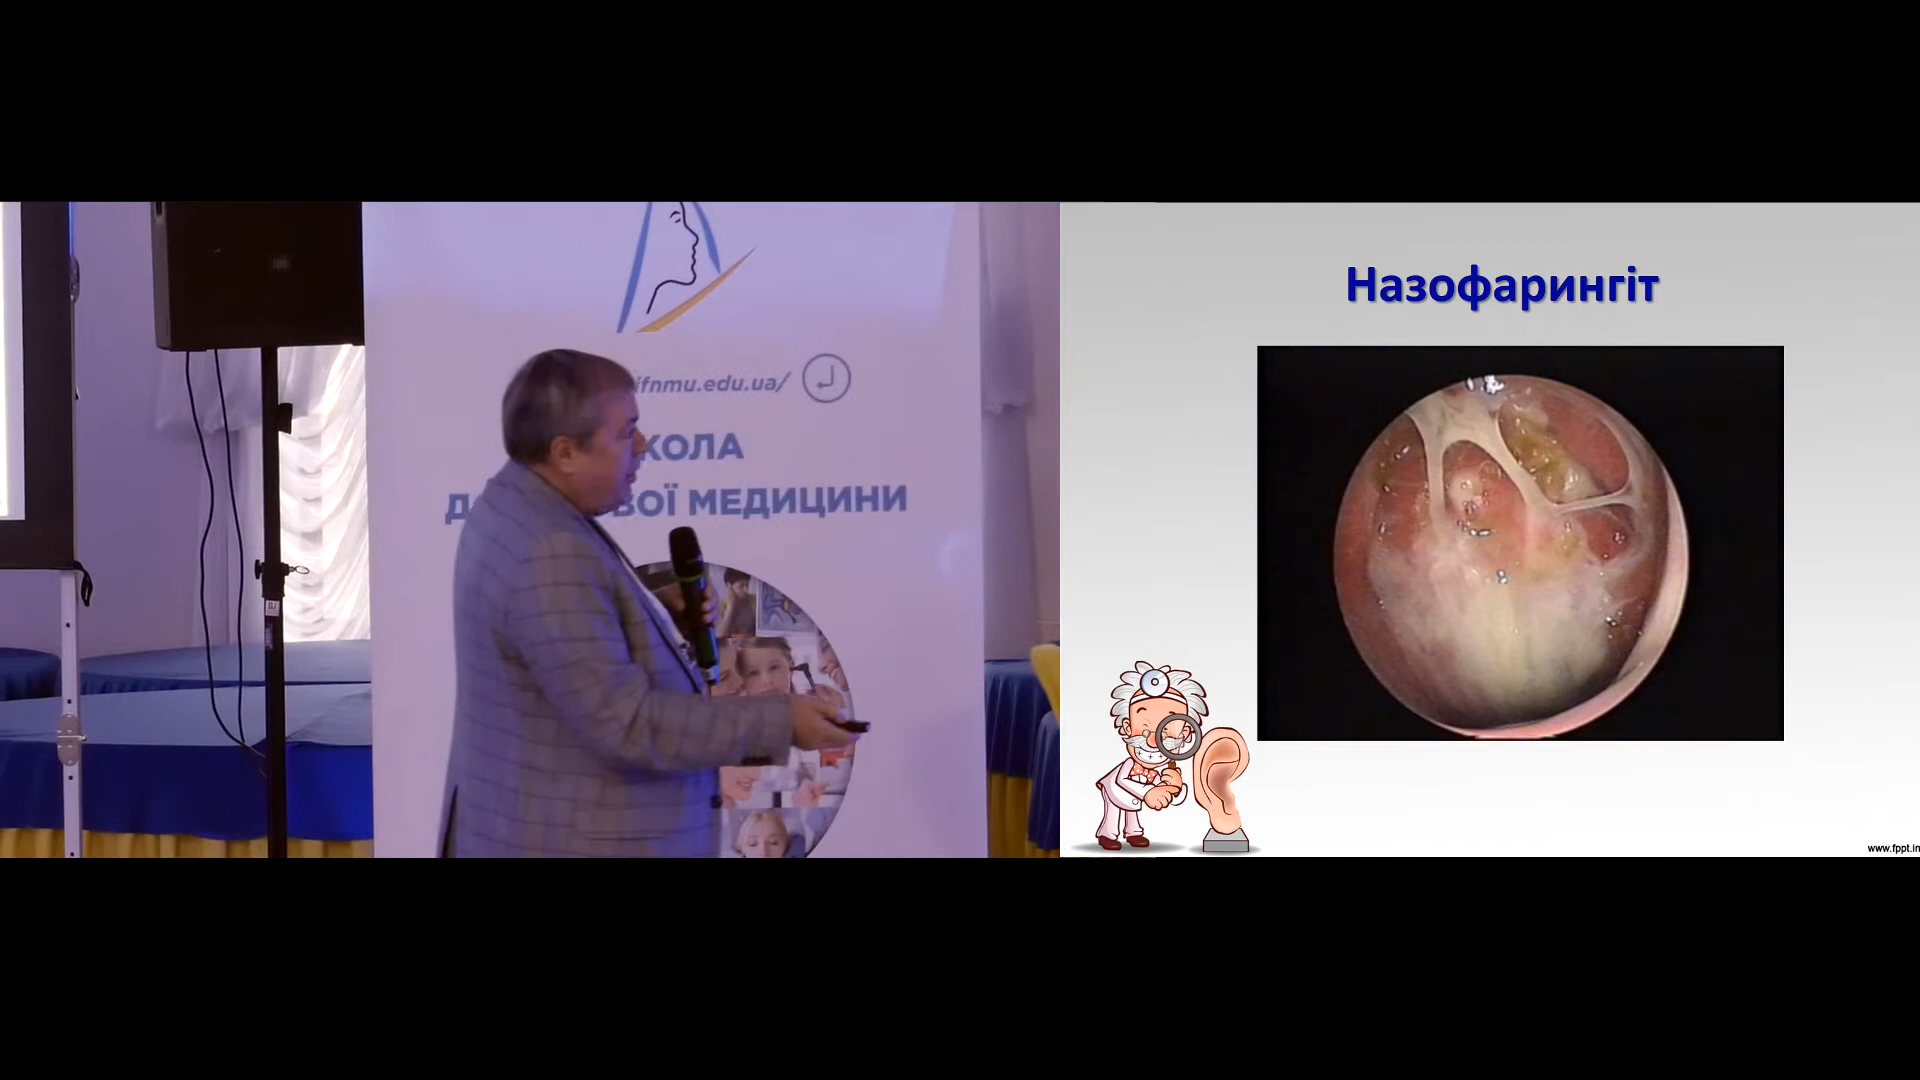 ifnmu.edu.ua/
КОЛА
ВОЇ МЕДИЦИНИ
Назофарингіт
www.fppt.in